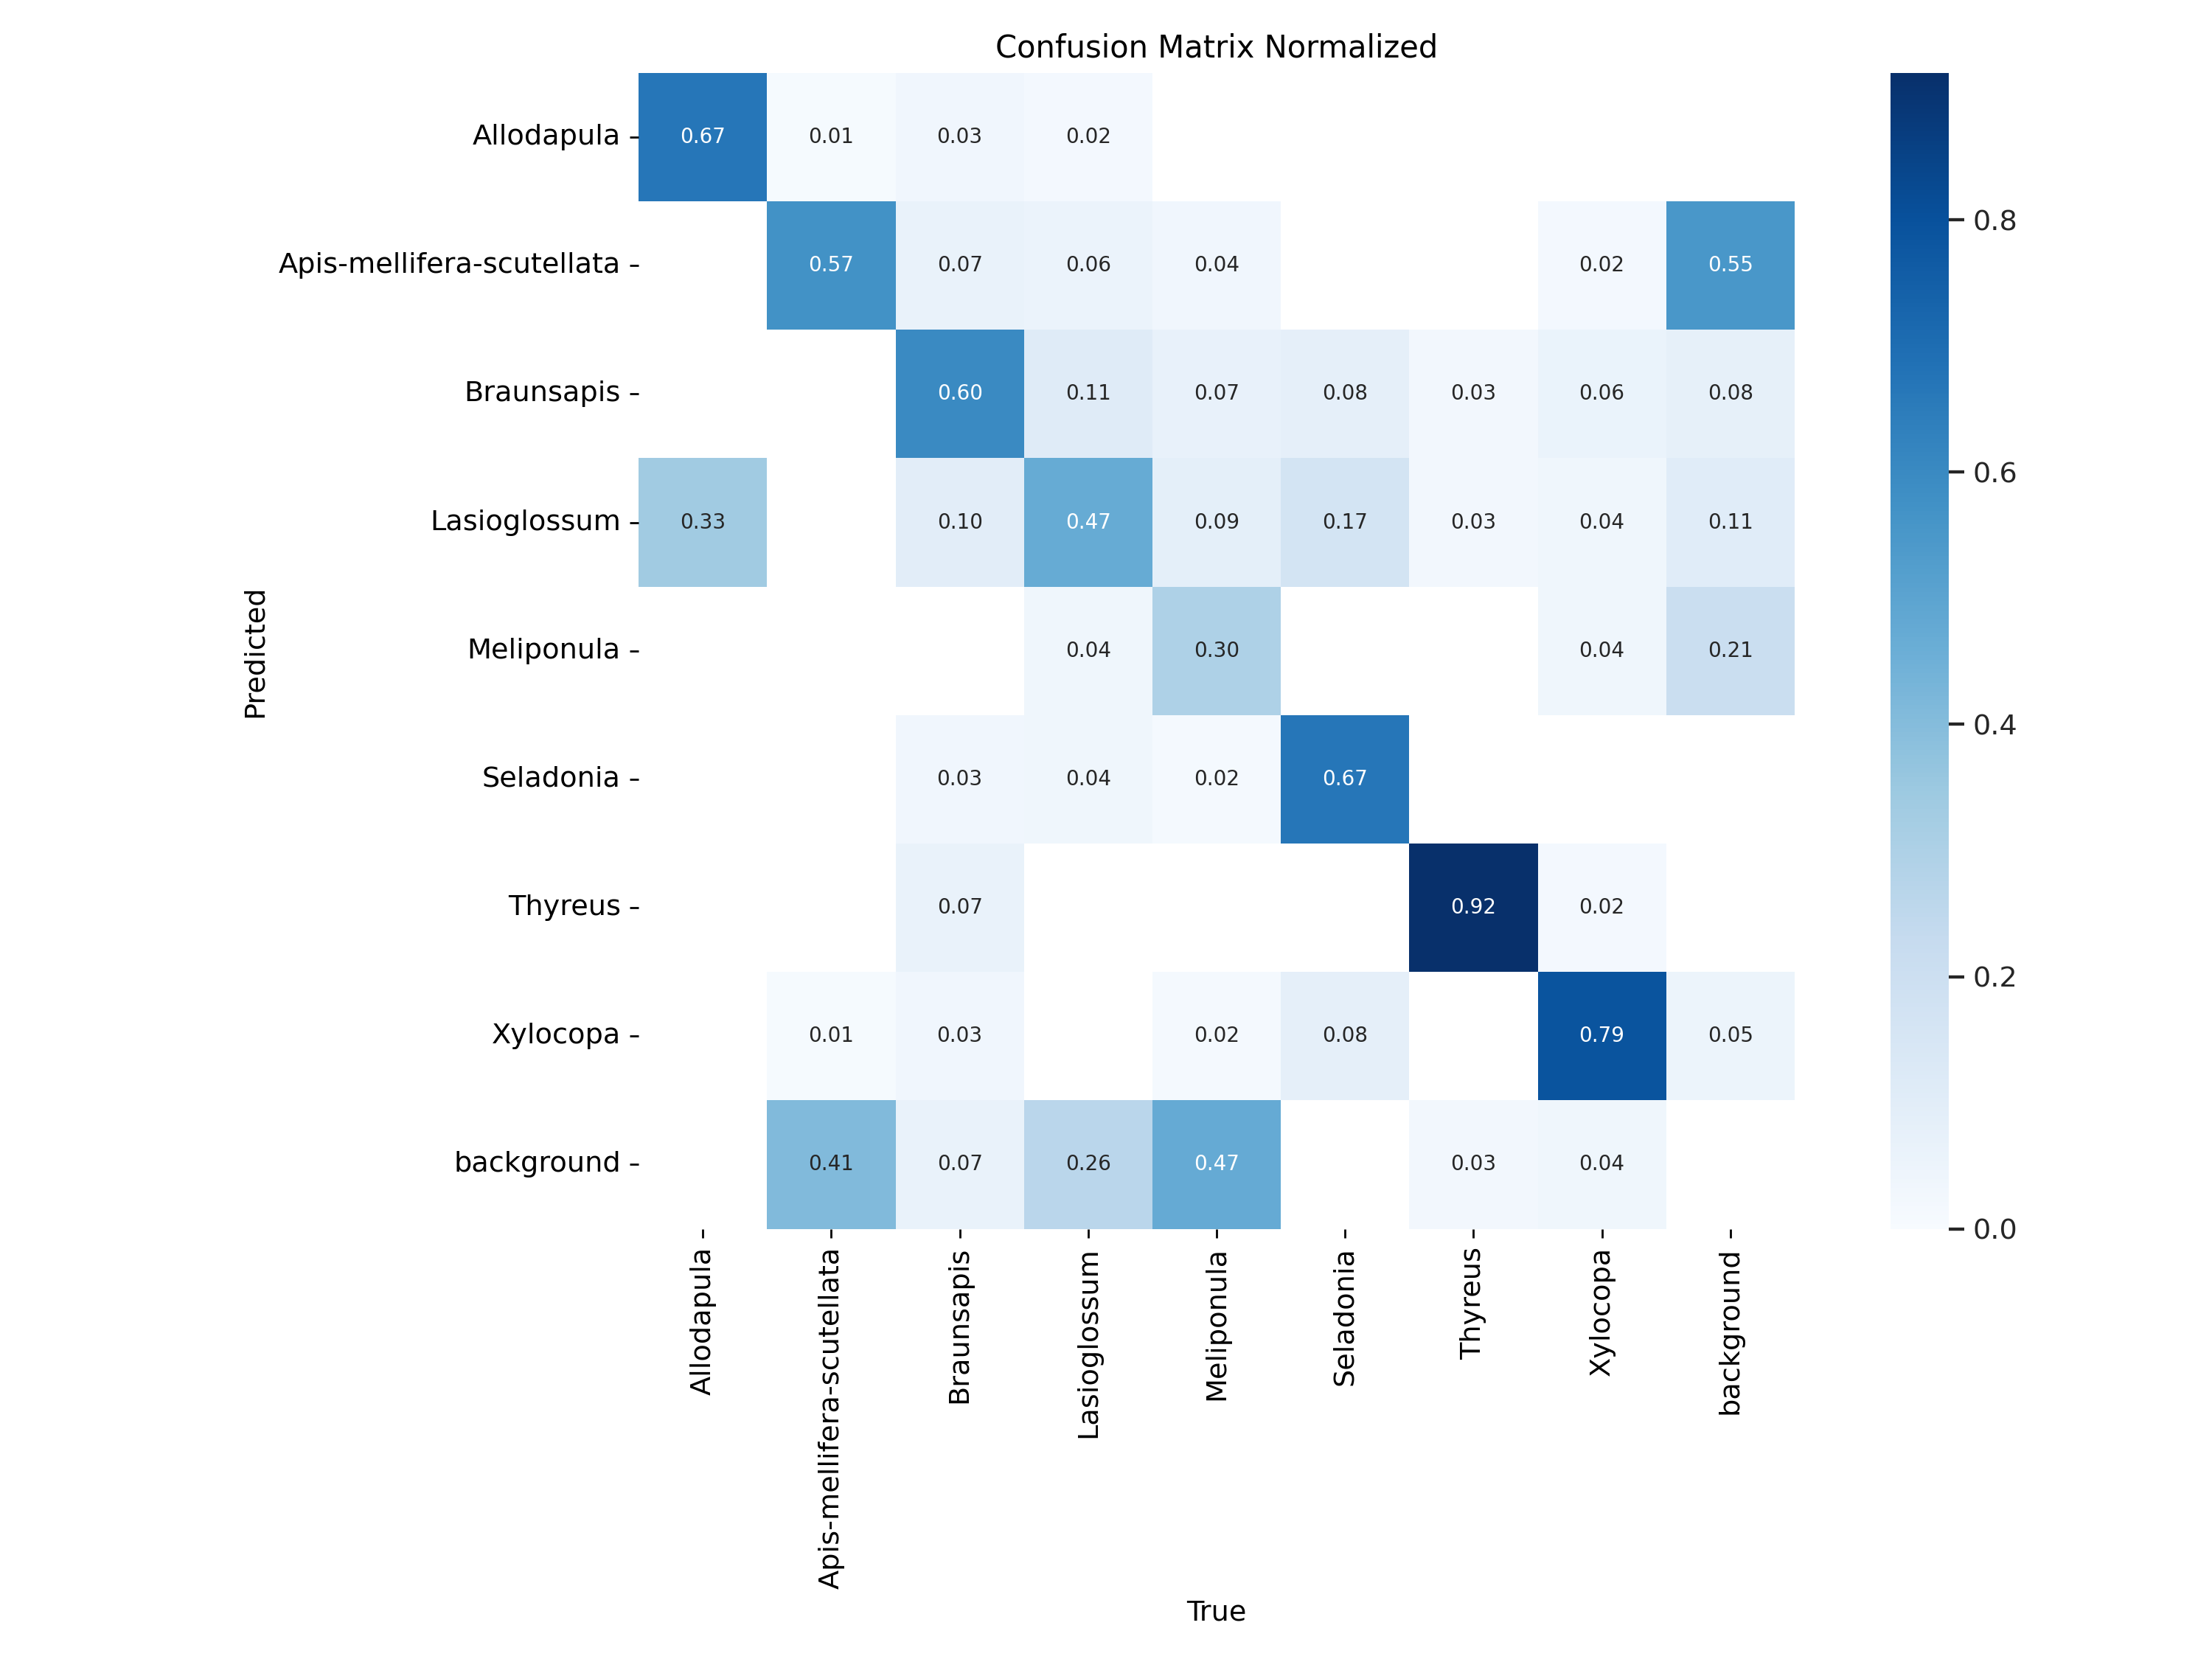 Confusion Matrix Normalized
Allodapula 0.67 0.01 0.03 0.02
Apis-mellifera-scutellata 0.57 0.07 0.06 0.04 0.02 0.55
Braunsapis 0.60 0.11 0.07 0.08 0.03 0.06 0.08
Lasioglossum 0.33 0.10 0.47 0.09 0.17 0.03 0.04 0.11
Meliponula 0.04 0.30 0.04 0.21
Seladonia 0.03 0.04 0.02 0.67
Thyreus 0.07 0.92 0.02
Xylocopa 0.01 0.03 0.02 0.08 0.79 0.05
background 0.41 0.07 0.26 0.47 0.03 0.04
Predicted
Allodapula
Apis-mellifera-scutellata
Braunsapis
Lasioglossum
Meliponula
Seladonia
Thyreus
Xylocopa
background
True
0.8
0.6
0.4
0.2
0.0